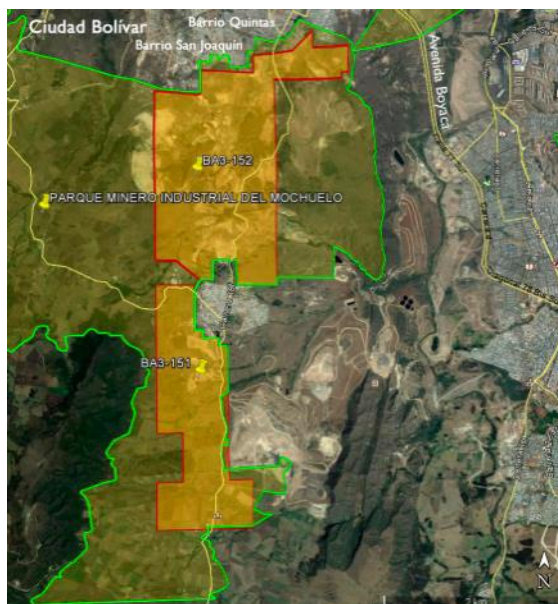 Ciudad Bolívar
Barrio Quintas
Barrio San Joaquín
Avenida Boyacá
BA3-152
PARQUE MINERO INDUSTRIAL DEL MOCHUELO
BA3-151
N